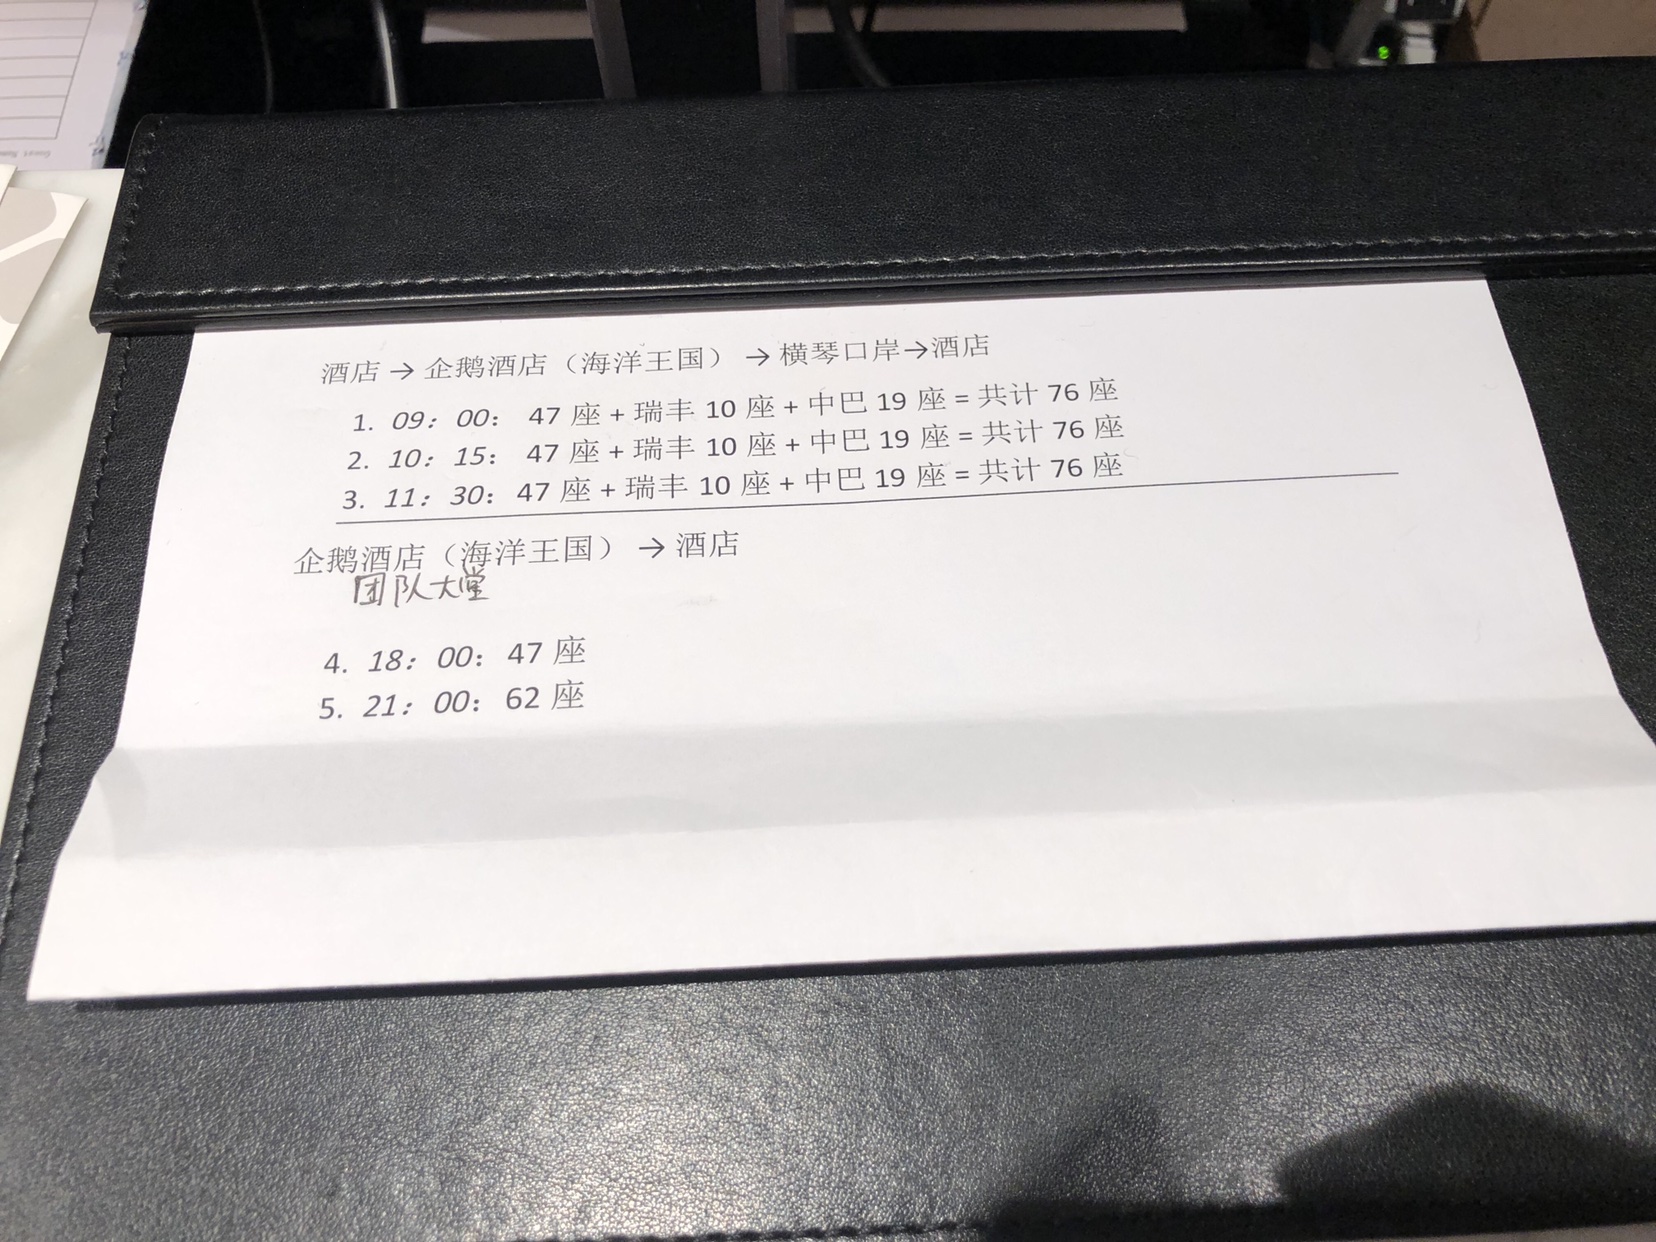 酒店 → 企鹅酒店（海洋王国） → 横琴口岸→酒店
1. 09：00： 47 座 + 瑞丰 10 座 + 中巴 19 座 = 共计 76 座
2. 10：15： 47 座 + 瑞丰 10 座 + 中巴 19 座 = 共计 76 座
3. 11：30：47 座 + 瑞丰 10 座 + 中巴 19 座 = 共计 76 座
企鹅酒店（海洋王国） → 酒店
团队大堂
4. 18：00：47 座
5. 21：00：62 座